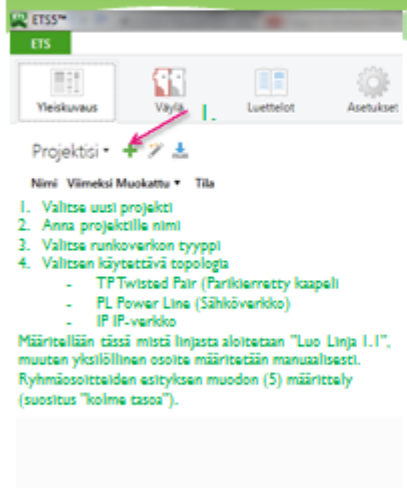 ETS5™
ETS
Yleiskuvaus Väylä Luettelot Asetukset
1.
Projektisi
Nimi Viimeksi Muokattu Tila
1. Valitse uusi projekti
2. Anna projektille nimi
3. Valitse runkoverkon tyyppi
4. Valitsen käytettävä topologia
- TP Twisted Pair (Parikierretty kaapeli
- PL Power Line (Sähköverkko)
- IP IP-verkko
Määritellään tässä mistä linjasta aloitetaan "Luo Linja 1.1",
muuten yksilöllinen osoite määritetään manuaalisesti.
Ryhmäosoitteiden esityksen muodon (5) määrittely
(suositus "kolme tasoa").